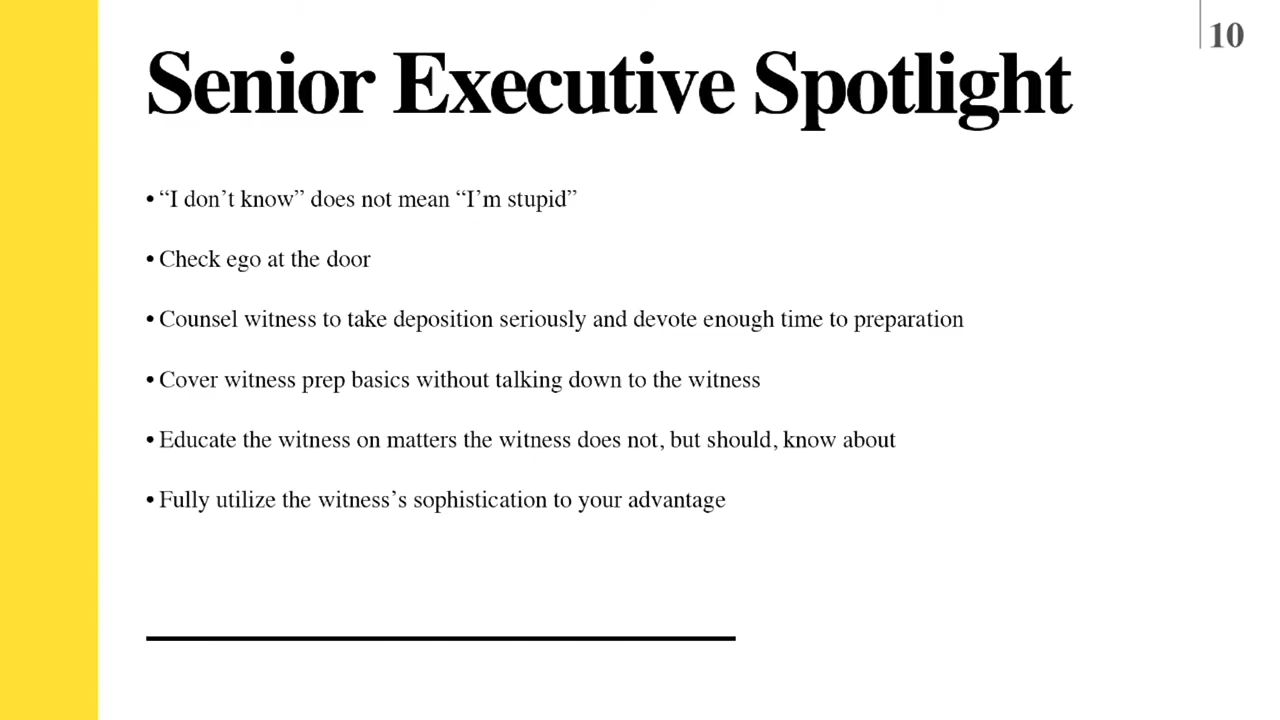 10
Senior Executive Spotlight
• “I don’t know” does not mean “I’m stupid”
• Check ego at the door
• Counsel witness to take deposition seriously and devote enough time to preparation
• Cover witness prep basics without talking down to the witness
• Educate the witness on matters the witness does not, but should, know about
• Fully utilize the witness’s sophistication to your advantage